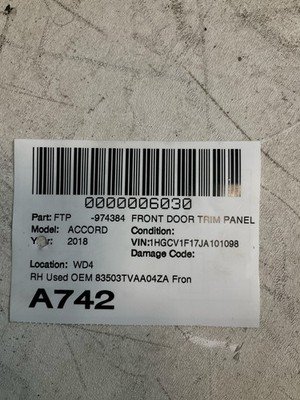 0000006030
Part: FTP -974384 FRONT DOOR TRIM PANEL
Model: ACCORD Condition:
Year: 2018 VIN:1HGCV1F17JA101098
Damage Code:
Location: WD4
RH Used OEM 83503TVAA04ZA Fron
A742